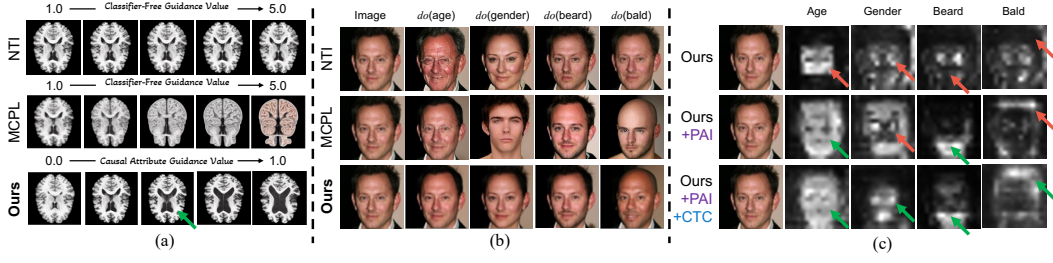 1.0 Classifier-Free Guidance Value 5.0
NTI
1.0 Classifier-Free Guidance Value 5.0
MCPL
0.0 Causal Attribute Guidance Value 1.0
Ours
(a)
Image do(age) do(gender) do(beard) do(bald)
NTI
MCPL
Ours
(b)
Age Gender Beard Bald
Ours
Ours
+PAI
Ours
+PAI
+CTC
(c)